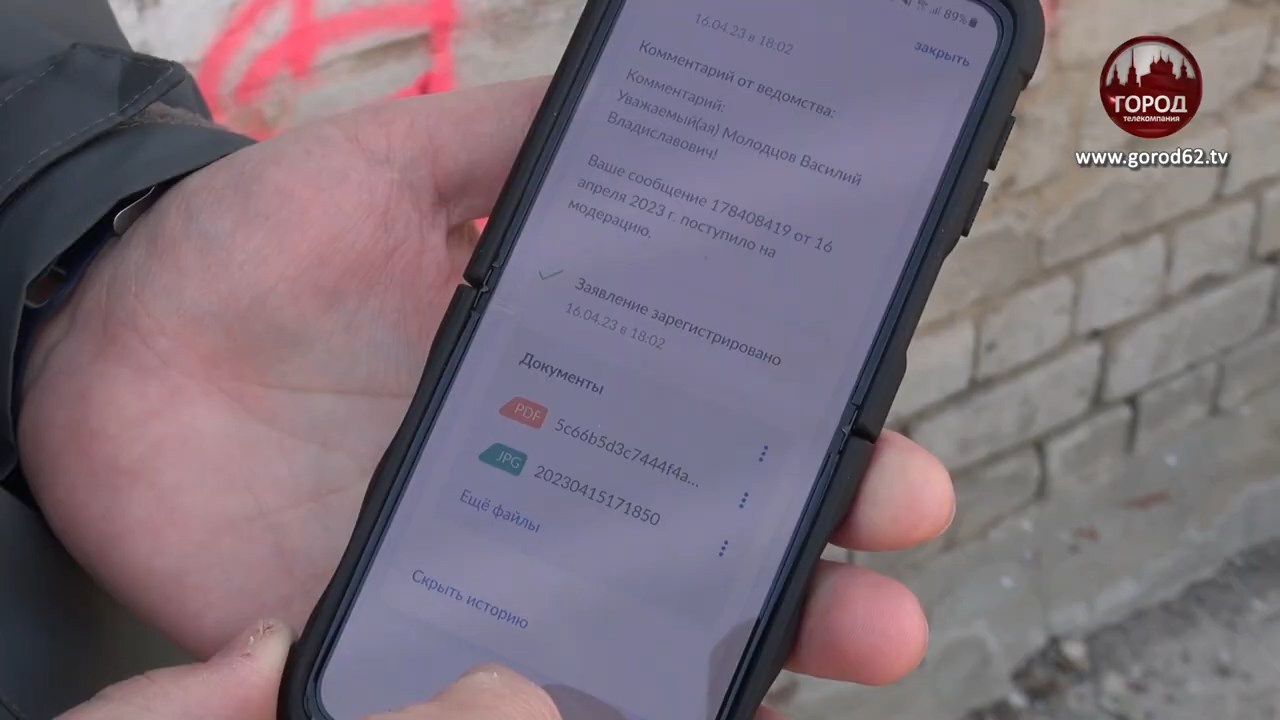 89%
16.04.23 в 18:02
закрыть
Комментарий от ведомства:
Комментарий:
Уважаемый(ая) Молодцов Василий
Владиславович!
Ваше сообщение 178408419 от 16
апреля 2023 г. поступило на
модерацию.
Заявление зарегистрировано
16.04.23 в 18:02
Документы
PDF 5c66b5d3c7444f4a...
JPG 20230415171850
Ещё файлы
Скрыть историю
ГОРОД
телекомпания
www.gorod62.tv